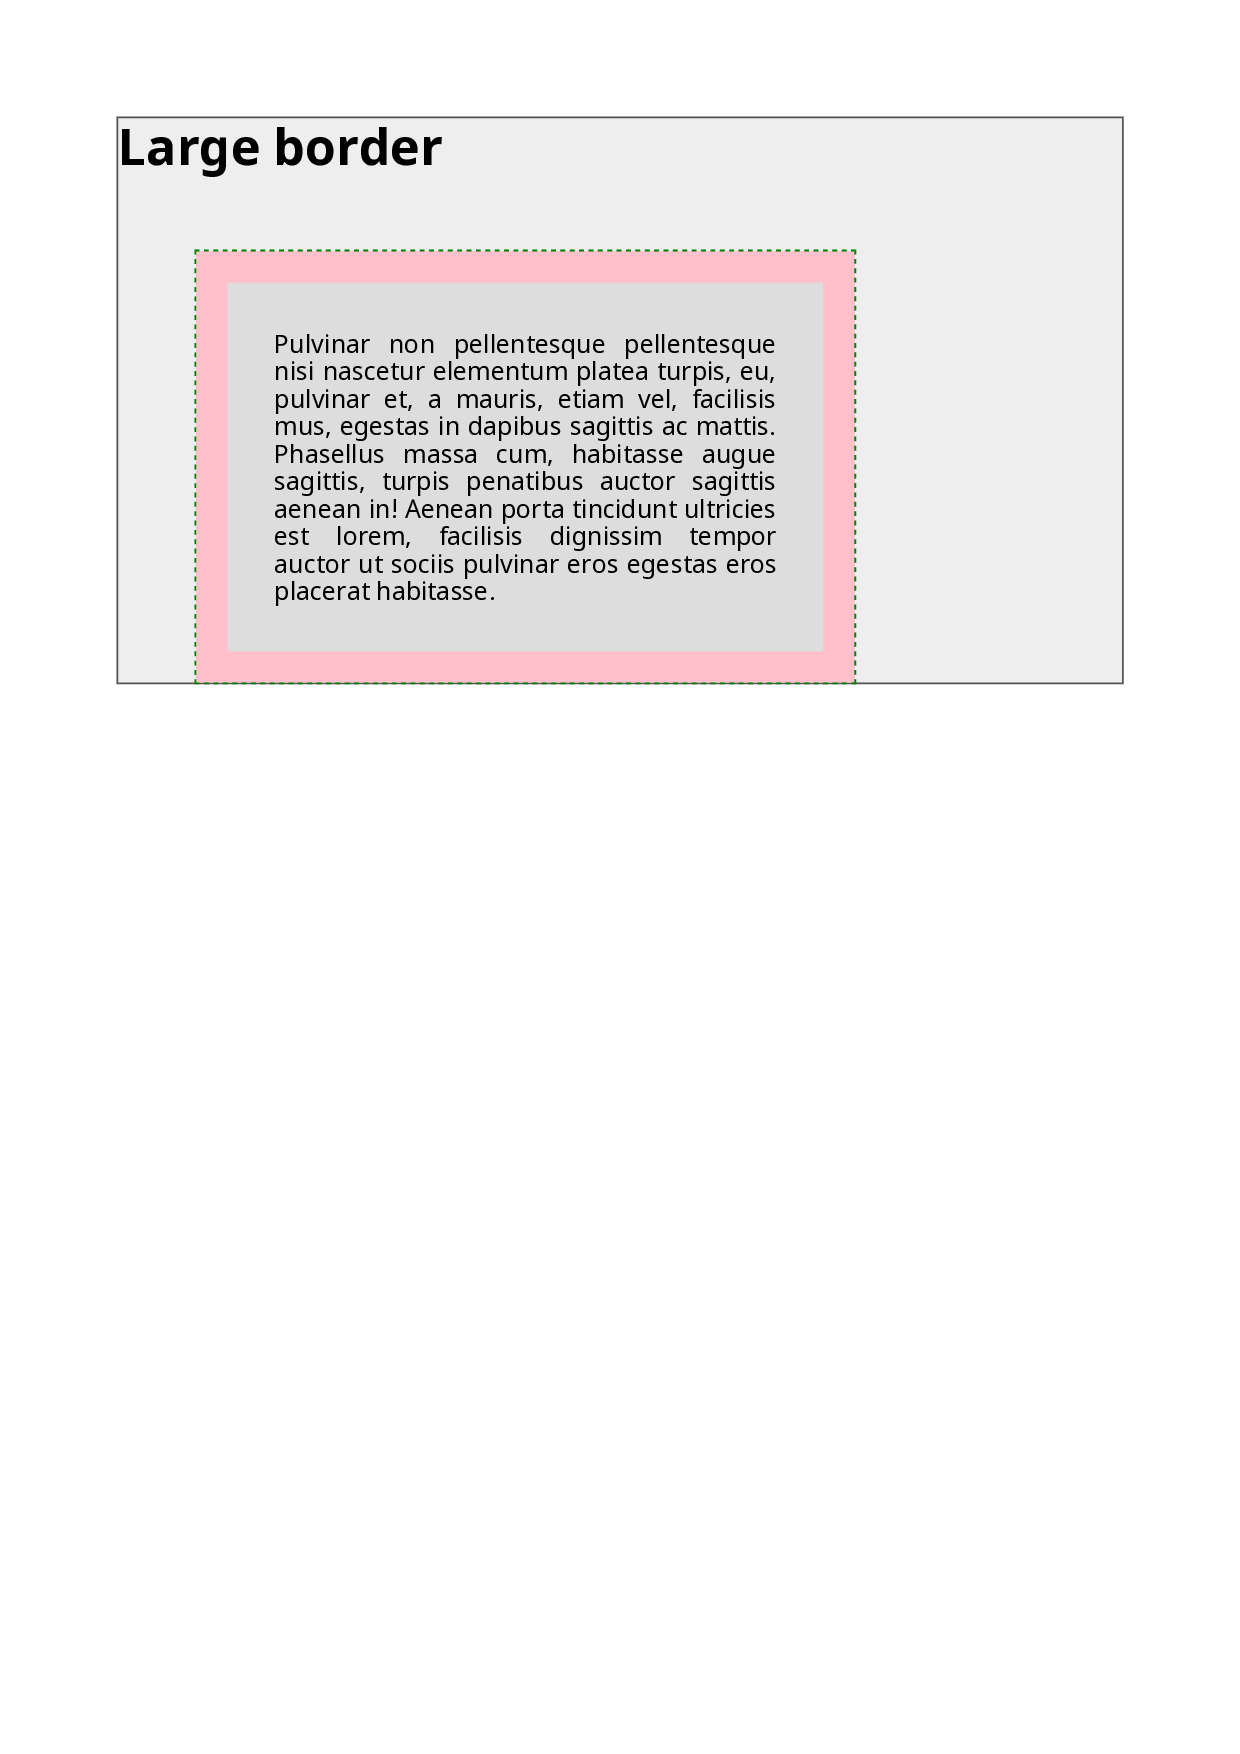 Large border
Pulvinar non pellentesque pellentesque
nisi nascetur elementum platea turpis, eu,
pulvinar et, a mauris, etiam vel, facilisis
mus, egestas in dapibus sagittis ac mattis.
Phasellus massa cum, habitasse augue
sagittis, turpis penatibus auctor sagittis
aenean in! Aenean porta tincidunt ultricies
est lorem, facilisis dignissim tempor
auctor ut sociis pulvinar eros egestas eros
placerat habitasse.